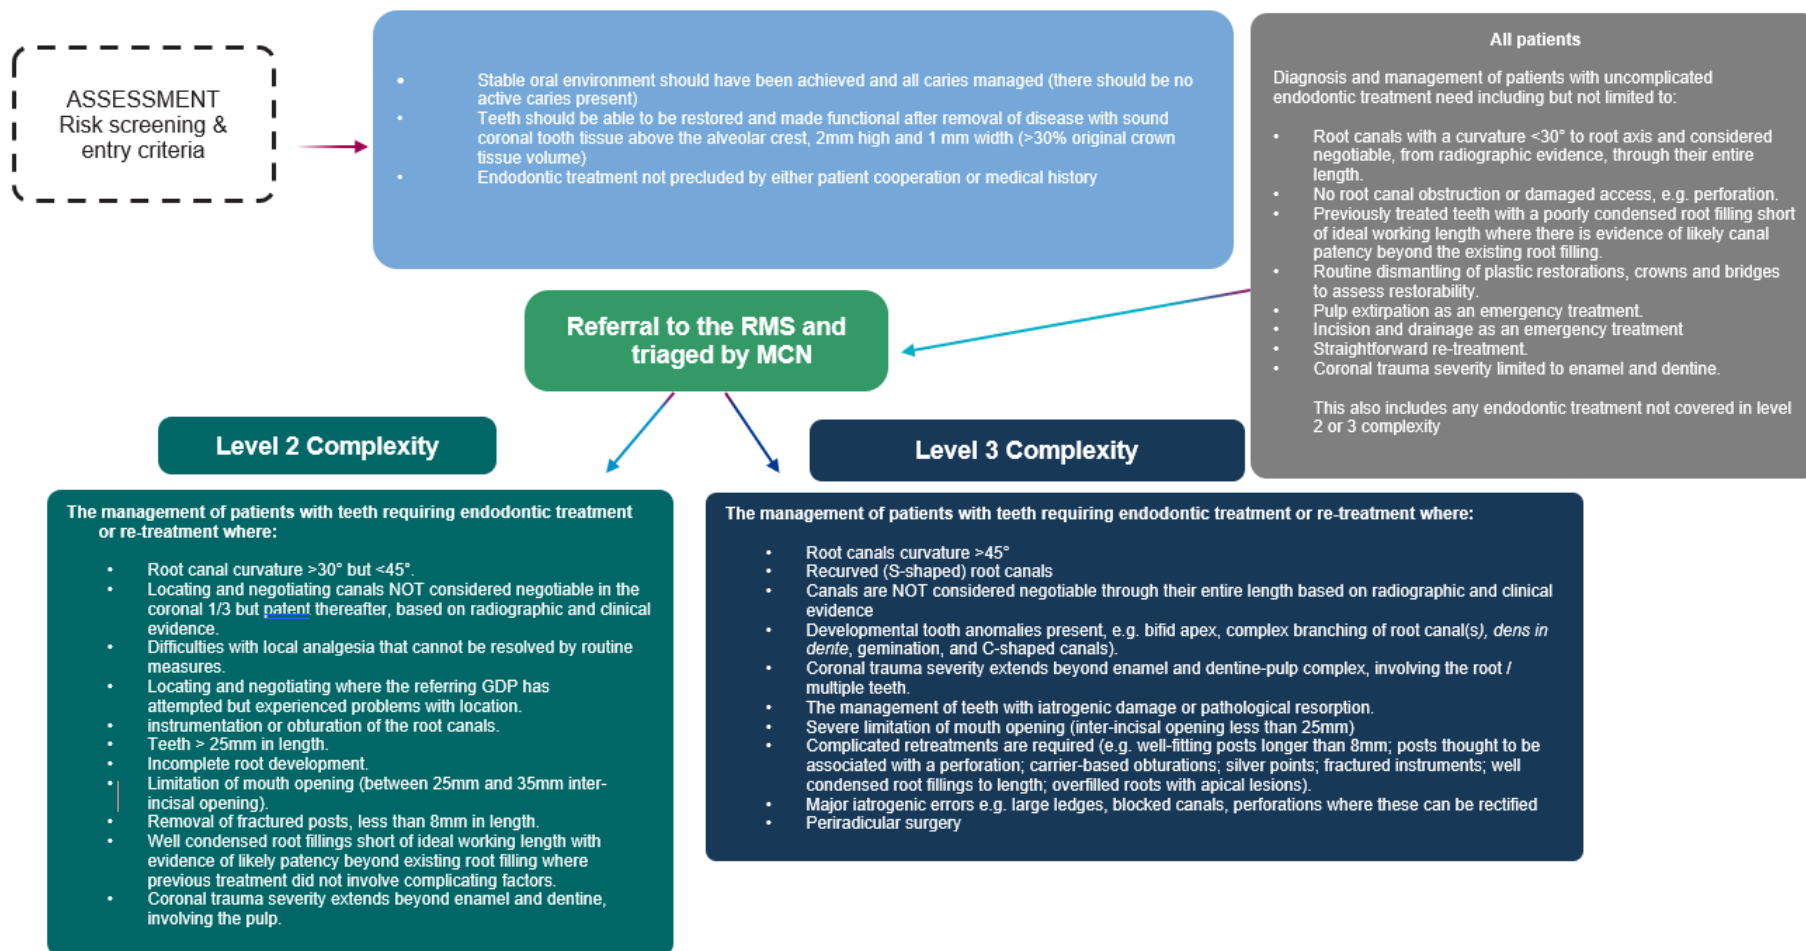 ASSESSMENT
Risk screening &
entry criteria
• Stable oral environment should have been achieved and all caries managed (there should be no
active caries present)
• Teeth should be able to be restored and made functional after removal of disease with sound
coronal tooth tissue above the alveolar crest, 2mm high and 1 mm width (>30% original crown
tissue volume)
• Endodontic treatment not precluded by either patient cooperation or medical history
All patients
Diagnosis and management of patients with uncomplicated
endodontic treatment need including but not limited to:
• Root canals with a curvature <30° to root axis and considered
negotiable, from radiographic evidence, through their entire
length.
• No root canal obstruction or damaged access, e.g. perforation.
• Previously treated teeth with a poorly condensed root filling short
of ideal working length where there is evidence of likely canal
patency beyond the existing root filling.
• Routine dismantling of plastic restorations, crowns and bridges
to assess restorability.
• Pulp extirpation as an emergency treatment.
• Incision and drainage as an emergency treatment
• Straightforward re-treatment.
• Coronal trauma severity limited to enamel and dentine.
This also includes any endodontic treatment not covered in level
2 or 3 complexity
Referral to the RMS and
triaged by MCN
Level 2 Complexity
The management of patients with teeth requiring endodontic treatment
or re-treatment where:
• Root canal curvature >30° but <45°.
• Locating and negotiating canals NOT considered negotiable in the
coronal 1/3 but patent thereafter, based on radiographic and clinical
evidence.
• Difficulties with local analgesia that cannot be resolved by routine
measures.
• Locating and negotiating where the referring GDP has
attempted but experienced problems with location.
• instrumentation or obturation of the root canals.
• Teeth > 25mm in length.
• Incomplete root development.
• Limitation of mouth opening (between 25mm and 35mm inter-
incisal opening).
• Removal of fractured posts, less than 8mm in length.
• Well condensed root fillings short of ideal working length with
evidence of likely patency beyond existing root filling where
previous treatment did not involve complicating factors.
• Coronal trauma severity extends beyond enamel and dentine,
involving the pulp.
Level 3 Complexity
The management of patients with teeth requiring endodontic treatment or re-treatment where:
• Root canals curvature >45°
• Recurved (S-shaped) root canals
• Canals are NOT considered negotiable through their entire length based on radiographic and clinical
evidence
• Developmental tooth anomalies present, e.g. bifid apex, complex branching of root canal(s), dens in
dente, gemination, and C-shaped canals).
• Coronal trauma severity extends beyond enamel and dentine-pulp complex, involving the root /
multiple teeth.
• The management of teeth with iatrogenic damage or pathological resorption.
• Severe limitation of mouth opening (inter-incisal opening less than 25mm)
• Complicated retreatments are required (e.g. well-fitting posts longer than 8mm; posts thought to be
associated with a perforation; carrier-based obturations; silver points; fractured instruments; well
condensed root fillings to length; overfilled roots with apical lesions).
• Major iatrogenic errors e.g. large ledges, blocked canals, perforations where these can be rectified
• Periradicular surgery